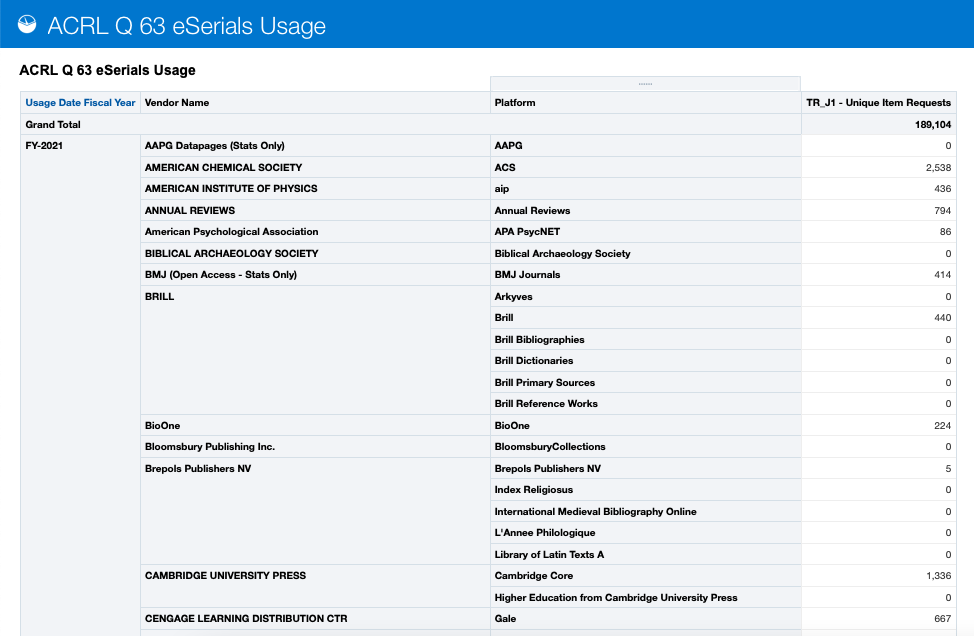 ACRL Q 63 eSerials Usage
ACRL Q 63 eSerials Usage
Usage Date Fiscal Year Vendor Name Platform TR_J1 - Unique Item Requests
Grand Total 189,104
FY-2021 AAPG Datapages (Stats Only) AAPG 0
AMERICAN CHEMICAL SOCIETY ACS 2,538
AMERICAN INSTITUTE OF PHYSICS aip 436
ANNUAL REVIEWS Annual Reviews 794
American Psychological Association APA PsycNET 86
BIBLICAL ARCHAEOLOGY SOCIETY Biblical Archaeology Society 0
BMJ (Open Access - Stats Only) BMJ Journals 414
BRILL Arkyves 0
Brill 440
Brill Bibliographies 0
Brill Dictionaries 0
Brill Primary Sources 0
Brill Reference Works 0
BioOne BioOne 224
Bloomsbury Publishing Inc. BloomsburyCollections 0
Brepols Publishers NV Brepols Publishers NV 5
Index Religiosus 0
International Medieval Bibliography Online 0
L'Annee Philologique 0
Library of Latin Texts A 0
CAMBRIDGE UNIVERSITY PRESS Cambridge Core 1,336
Higher Education from Cambridge University Press 0
CENGAGE LEARNING DISTRIBUTION CTR Gale 667